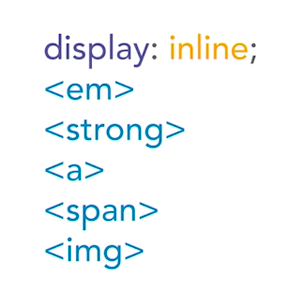 display: inline;
<em>
<strong>
<a>
<span>
<img>